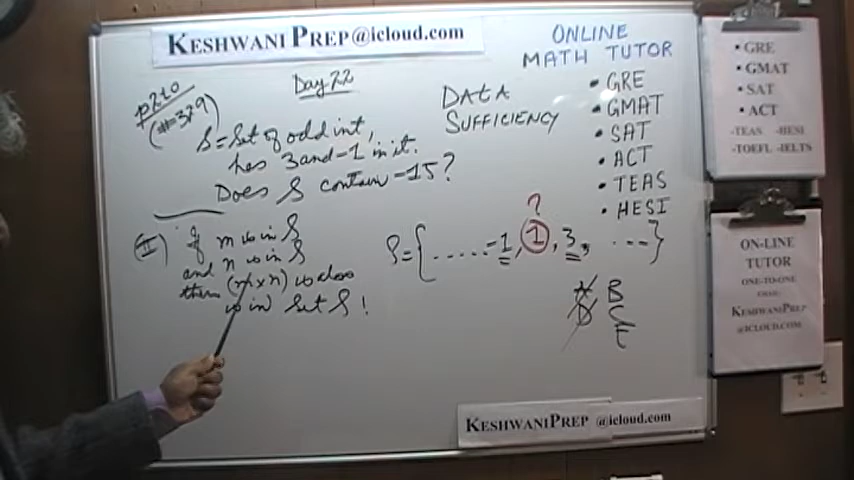 KESHWANI PREP@icloud.com
p210
(#=329)
Day 22
S=Set of odd int,
has 3 and -1 in it.
Does S contain -15?
DATA
SUFFICIENCY
ONLINE
MATH TUTOR
• GRE
• GMAT
• SAT
• ACT
• TEAS
• HESI
II) If m is in S
and n is in S
then (m x n) is also
is in Set S!
?
S={.....-1, 1, 3, ...}
A B
D C
E
• GRE
• GMAT
• SAT
• ACT
-TEAS -HESI
-TOEFL -IELTS
ON-LINE
TUTOR
ONE-TO-ONE
EMAIL:
KESHWANIPREP
@ICLOUD.COM
KESHWANIPREP @icloud.com